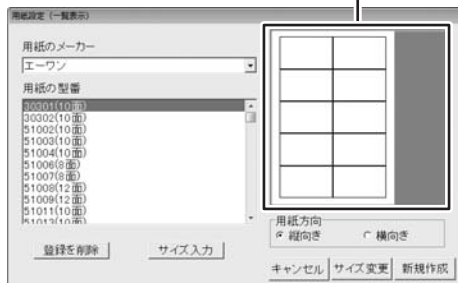 用紙設定 (一覧表示)
用紙のメーカー
エーワン
用紙の型番
30301(10面)
30302(10面)
51002(10面)
51003(10面)
51004(10面)
51006(8面)
51007(8面)
51008(12面)
51009(12面)
51011(10面)
51013(10面)
登録を削除
サイズ入力
用紙方向
縦向き
横向き
キャンセル
サイズ変更
新規作成